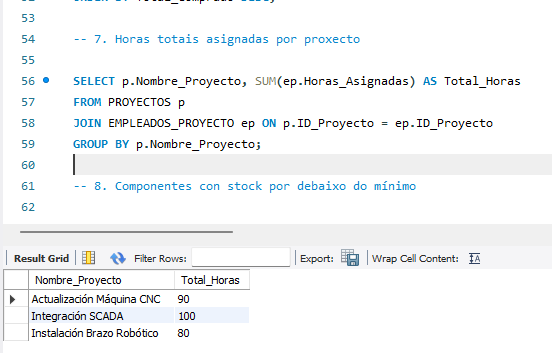 52
53
54 -- 7. Horas totais asignadas por proxecto
55
56 SELECT p.Nombre_Proyecto, SUM(ep.Horas_Asignadas) AS Total_Horas
57 FROM PROYECTOS p
58 JOIN EMPLEADOS_PROYECTO ep ON p.ID_Proyecto = ep.ID_Proyecto
59 GROUP BY p.Nombre_Proyecto;
60
61 -- 8. Componentes con stock por debaixo do mínimo
62
Result Grid Filter Rows: Export: Wrap Cell Content: IA
Nombre_Proyecto Total_Horas
Actualización Máquina CNC 90
Integración SCADA 100
Instalación Brazo Robótico 80